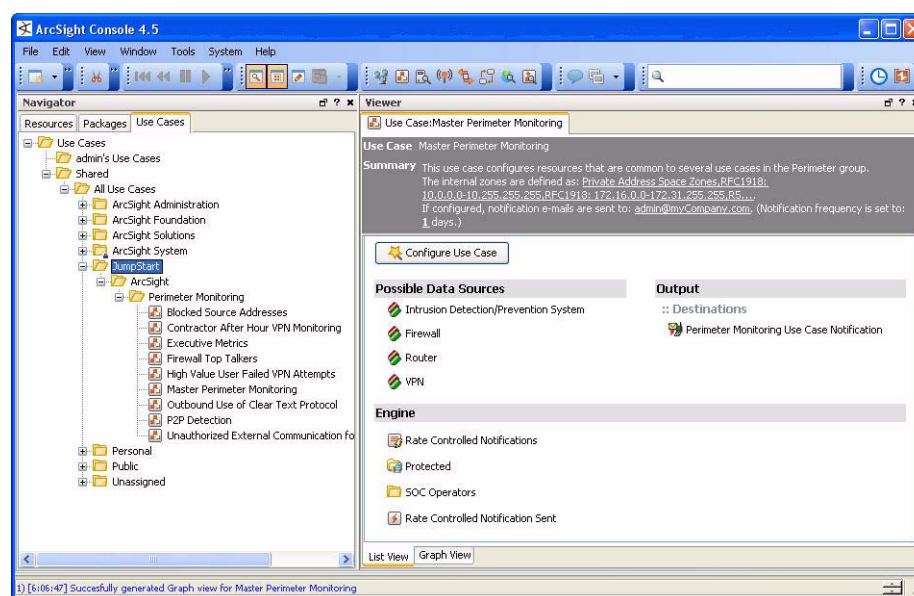 ArcSight Console 4.5
File Edit View Window Tools System Help
Navigator
Resources Packages Use Cases
Use Cases
admin's Use Cases
Shared
All Use Cases
ArcSight Administration
ArcSight Foundation
ArcSight Solutions
ArcSight System
JumpStart
ArcSight
Perimeter Monitoring
Blocked Source Addresses
Contractor After Hour VPN Monitoring
Executive Metrics
Firewall Top Talkers
High Value User Failed VPN Attempts
Master Perimeter Monitoring
Outbound Use of Clear Text Protocol
P2P Detection
Unauthorized External Communication fo
Personal
Public
Unassigned
Viewer
Use Case:Master Perimeter Monitoring
Use Case Master Perimeter Monitoring
Summary This use case configures resources that are common to several use cases in the Perimeter group.
The internal zones are defined as: Private Address Space Zones,RFC1918:
10.0.0.0-10.255.255.255,RFC1918: 172.16.0.0-172.31.255.255,R5...,
If configured, notification e-mails are sent to: admin@myCompany.com, (Notification frequency is set to:
1 days.)
Configure Use Case
Possible Data Sources
Intrusion Detection/Prevention System
Firewall
Router
VPN
Output
:: Destinations
Perimeter Monitoring Use Case Notification
Engine
Rate Controlled Notifications
Protected
SOC Operators
Rate Controlled Notification Sent
List View Graph View
1) [6:06:47] Succesfully generated Graph view for Master Perimeter Monitoring